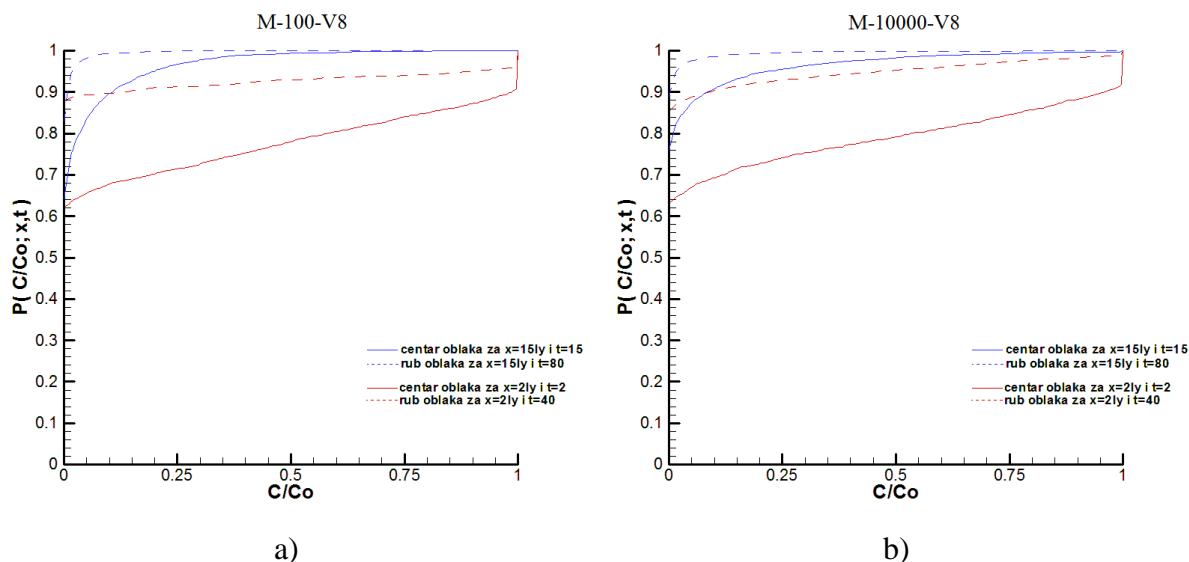 M-100-V8
1
0.9
0.8
0.7
0.6
0.5
0.4
0.3
0.2
0.1
0
P( C/Co; x,t)
0 0.25 0.5 0.75 1
C/Co
centar oblaka za x=15ly i t=15
rub oblaka za x=15ly i t=80
centar oblaka za x=2ly i t=2
rub oblaka za x=2ly i t=40
a)
M-10000-V8
1
0.9
0.8
0.7
0.6
0.5
0.4
0.3
0.2
0.1
0
P( C/Co; x,t)
0 0.25 0.5 0.75 1
C/Co
centar oblaka za x=15ly i t=15
rub oblaka za x=15ly i t=80
centar oblaka za x=2ly i t=2
rub oblaka za x=2ly i t=40
b)